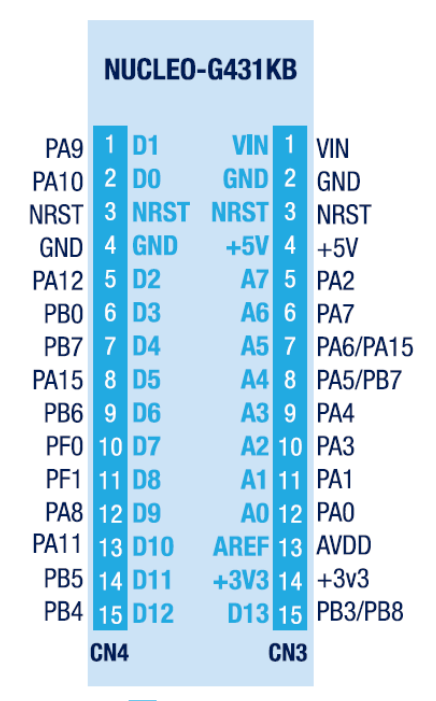 NUCLEO-G431KB
PA9 1 D1 VIN 1 VIN
PA10 2 D0 GND 2 GND
NRST 3 NRST NRST 3 NRST
GND 4 GND +5V 4 +5V
PA12 5 D2 A7 5 PA2
PB0 6 D3 A6 6 PA7
PB7 7 D4 A5 7 PA6/PA15
PA15 8 D5 A4 8 PA5/PB7
PB6 9 D6 A3 9 PA4
PF0 10 D7 A2 10 PA3
PF1 11 D8 A1 11 PA1
PA8 12 D9 A0 12 PA0
PA11 13 D10 AREF 13 AVDD
PB5 14 D11 +3V3 14 +3v3
PB4 15 D12 D13 15 PB3/PB8
CN4 CN3